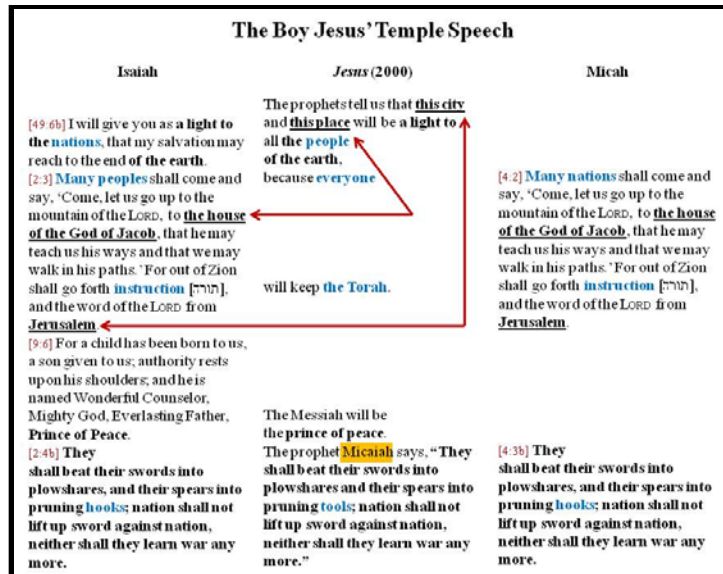 The Boy Jesus' Temple Speech
Isaiah
[49:6b] I will give you as a light to
the nations, that my salvation may
reach to the end of the earth.
[2:3] Many peoples shall come and
say, 'Come, let us go up to the
mountain of the LORD, to the house
of the God of Jacob, that he may
teach us his ways and that we may
walk in his paths.' For out of Zion
shall go forth instruction [תורה],
and the word of the LORD from
Jerusalem.
[9:6] For a child has been born to us,
a son given to us; authority rests
upon his shoulders; and he is
named Wonderful Counselor,
Mighty God, Everlasting Father,
Prince of Peace.
[2:4b] They
shall beat their swords into
plowshares, and their spears into
pruning hooks; nation shall not
lift up sword against nation,
neither shall they learn war any
more.
Jesus (2000)
The prophets tell us that this city
and this place will be a light to
all the people
of the earth,
because everyone
will keep the Torah.
The Messiah will be
the prince of peace.
The prophet Micaiah says, "They
shall beat their swords into
plowshares and their spears into
pruning tools; nation shall not
lift up sword against nation,
neither shall they learn war any
more."
Micah
[4:2] Many nations shall come and
say, 'Come, let us go up to the
mountain of the LORD, to the house
of the God of Jacob, that he may
teach us his ways and that we may
walk in his paths.' For out of Zion
shall go forth instruction [תורה],
and the word of the LORD from
Jerusalem.
[4:3b] They
shall beat their swords into
plowshares, and their spears into
pruning hooks; nation shall not
lift up sword against nation,
neither shall they learn war any
more.